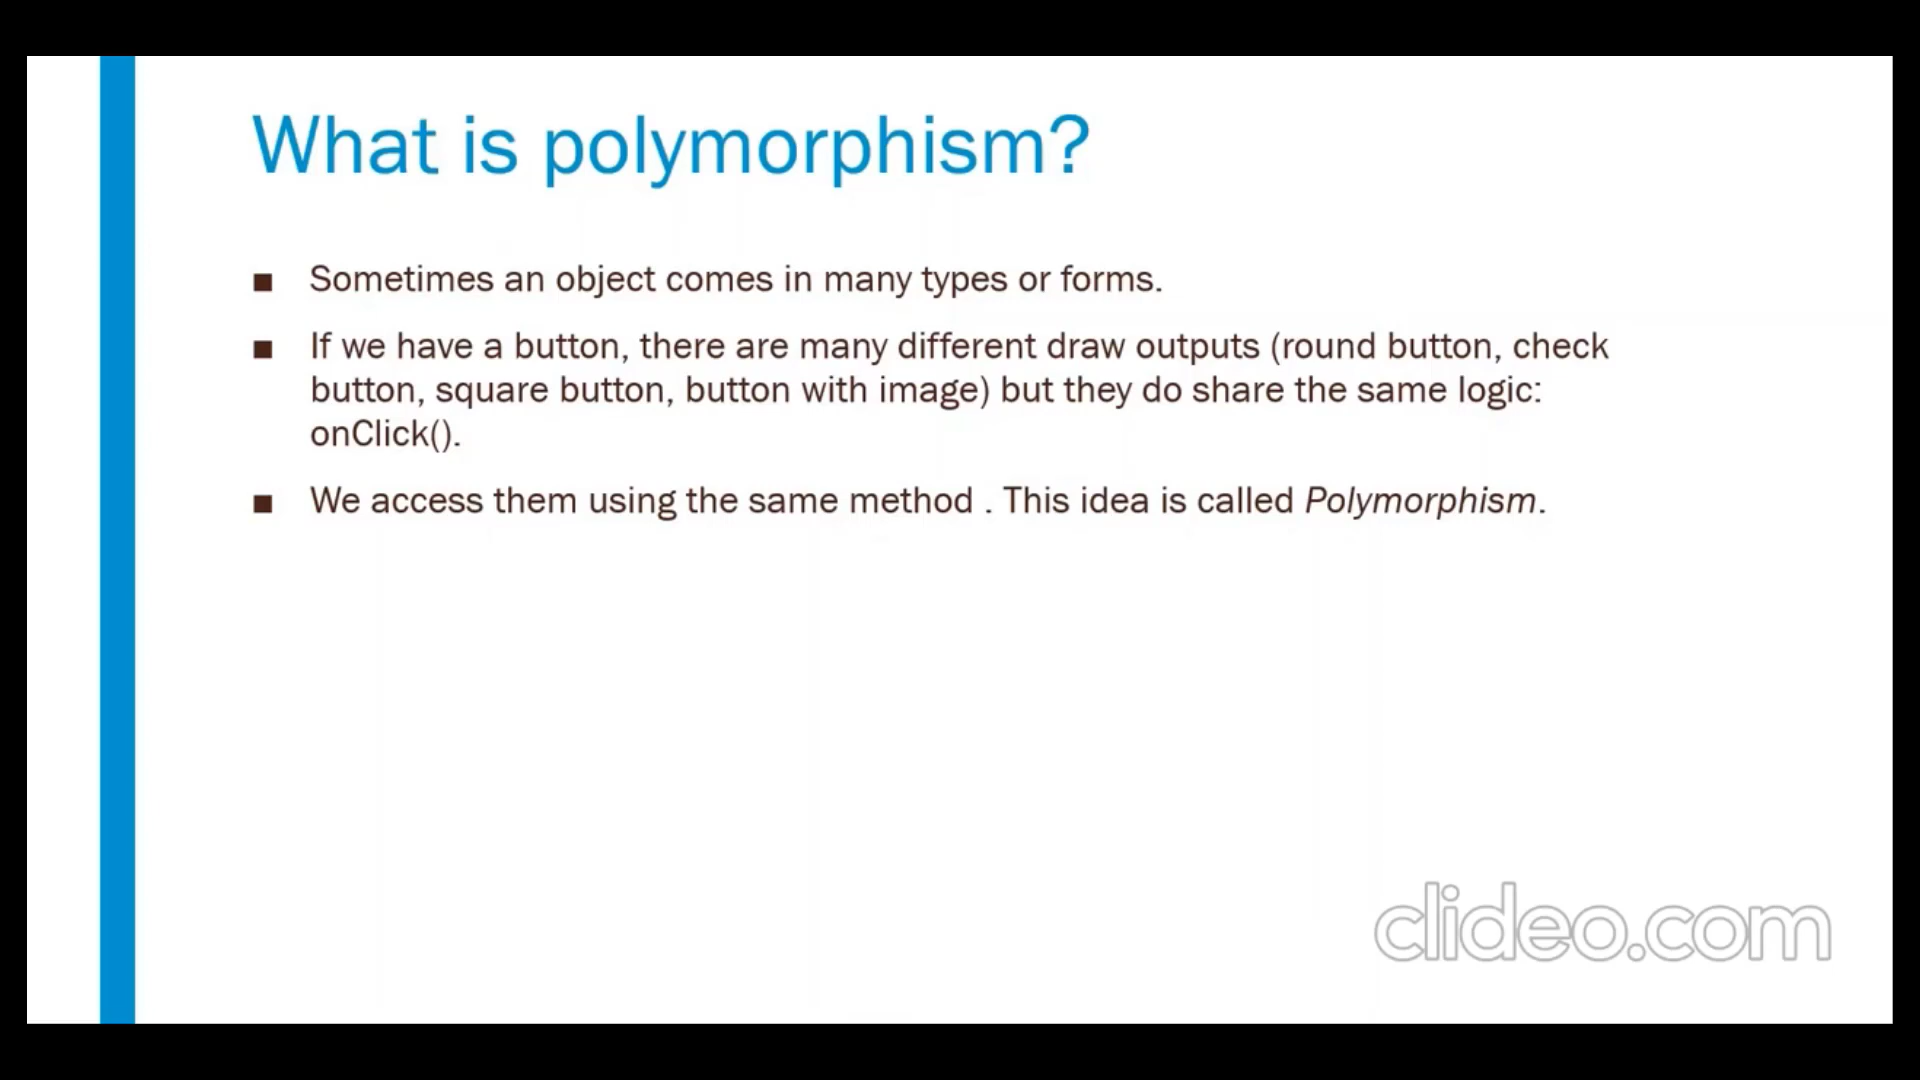 What is polymorphism?
■ Sometimes an object comes in many types or forms.
■ If we have a button, there are many different draw outputs (round button, check
button, square button, button with image) but they do share the same logic:
onClick().
■ We access them using the same method . This idea is called Polymorphism.
clideo.com